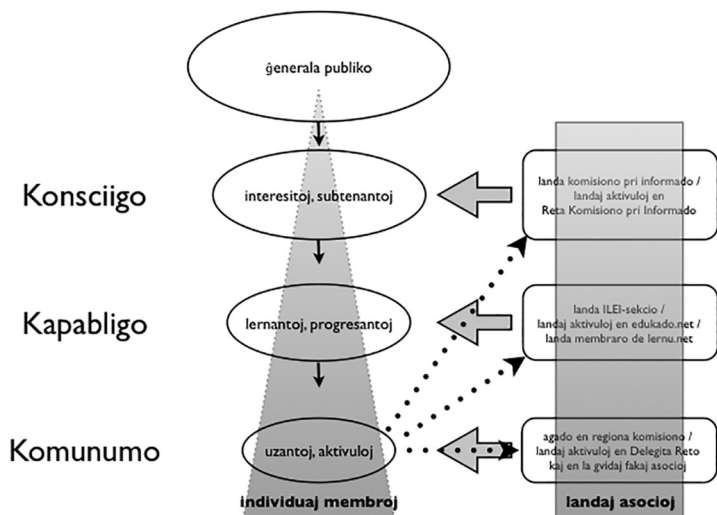 ĝenerala publiko
Konsciigo
interesitoj, subtenantoj
landa komisiono pri informado /
landaj aktivuloj en
Reta Komisiono pri Informado
Kapabligo
lernantoj, progresantoj
landa ILEI-sekcio /
landaj aktivuloj en edukado.net /
landa membraro de lernu.net
Komunumo
uzantoj, aktivuloj
agado en regiona komisiono /
landaj aktivuloj en Delegita Reto
kaj en la gvidaj fakaj asocioj
individuaj membroj
landaj asocioj